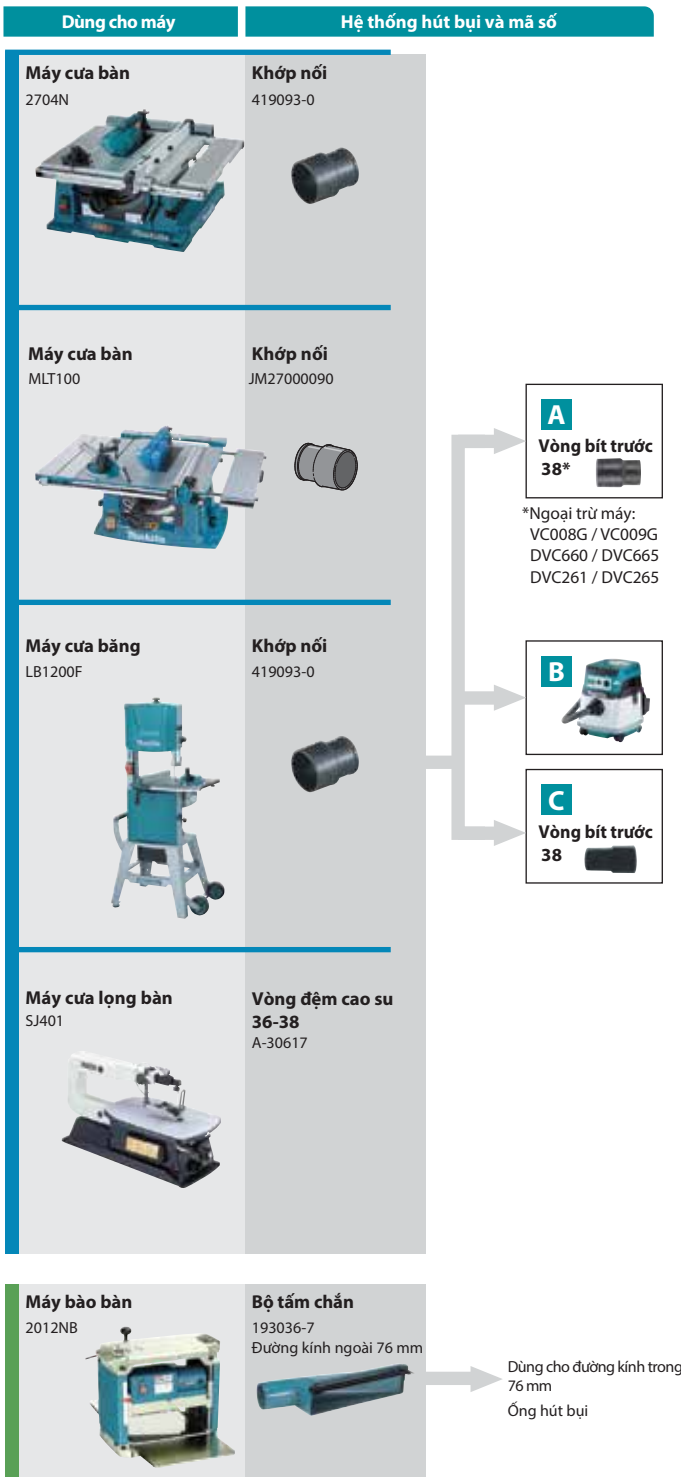 Dùng cho máy
Hệ thống hút bụi và mã số
Máy cưa bàn
2704N
Khớp nối
419093-0
Máy cưa bàn
MLT100
Khớp nối
JM27000090
A
Vòng bít trước
38*
*Ngoại trừ máy:
VC008G / VC009G
DVC660 / DVC665
DVC261 / DVC265
Máy cưa băng
LB1200F
Khớp nối
419093-0
B
C
Vòng bít trước
38
Máy cưa lọng bàn
SJ401
Vòng đệm cao su
36-38
A-30617
Máy bào bàn
2012NB
Bộ tấm chắn
193036-7
Đường kính ngoài 76 mm
Dùng cho đường kính trong
76 mm
Ống hút bụi